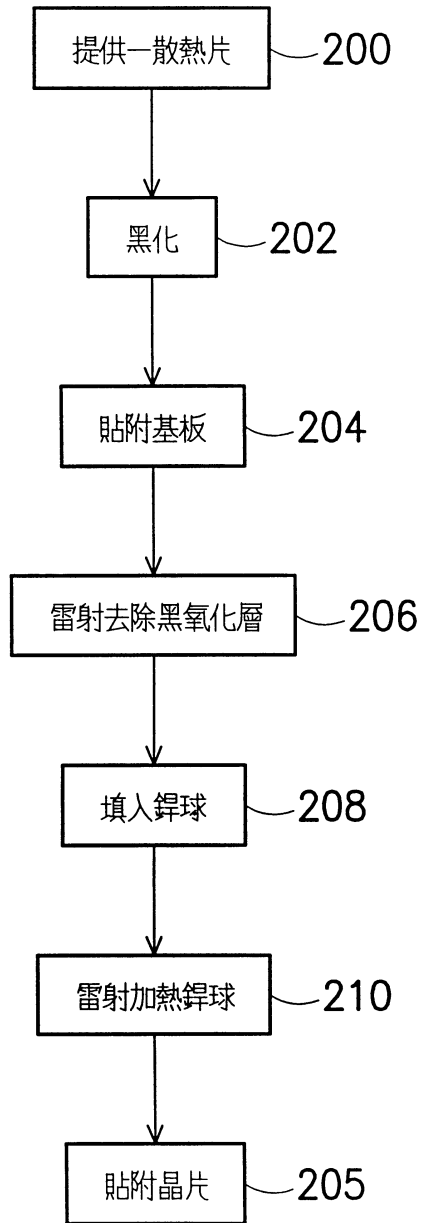 提供一散熱片 200
黑化 202
貼附基板 204
雷射去除黑氧化層 206
填入銲球 208
雷射加熱銲球 210
貼附晶片 205